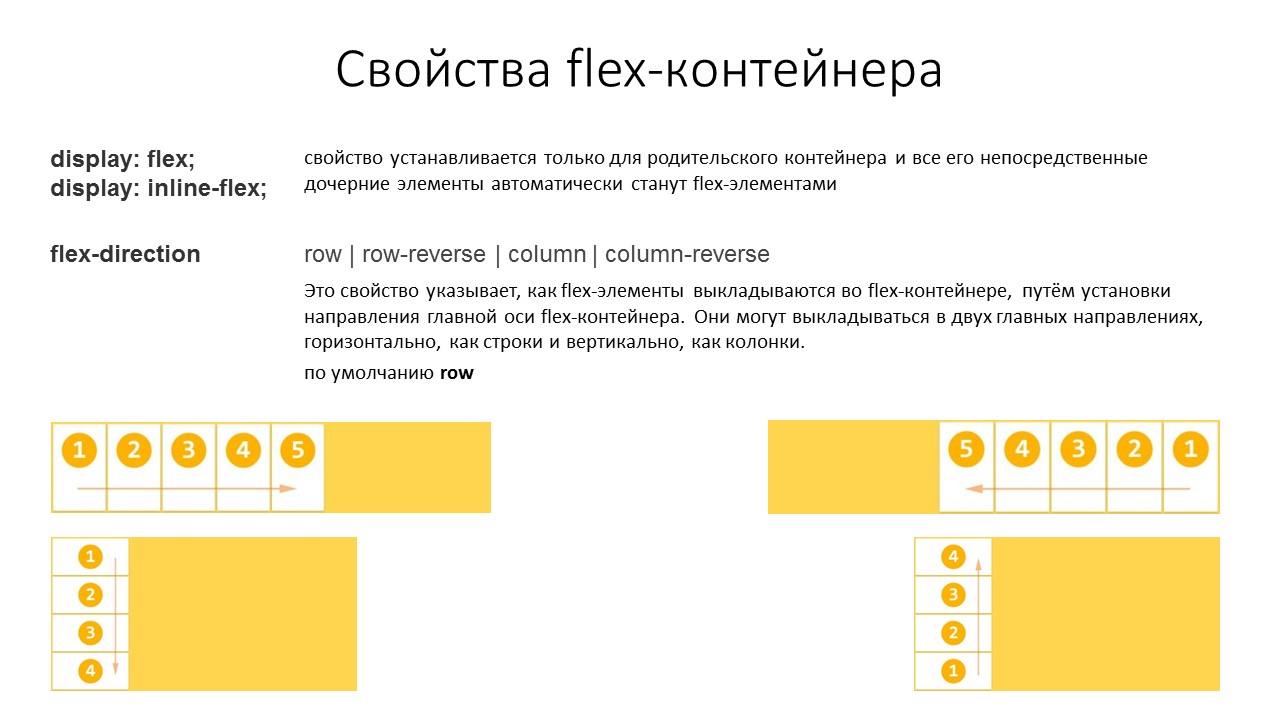 Свойства flex-контейнера
display: flex;
display: inline-flex;
свойство устанавливается только для родительского контейнера и все его непосредственные
дочерние элементы автоматически станут flex-элементами
flex-direction
row | row-reverse | column | column-reverse
Это свойство указывает, как flex-элементы выкладываются во flex-контейнере, путём установки
направления главной оси flex-контейнера. Они могут выкладываться в двух главных направлениях,
горизонтально, как строки и вертикально, как колонки.
по умолчанию row
1 2 3 4 5
5 4 3 2 1
1
2
3
4
4
3
2
1